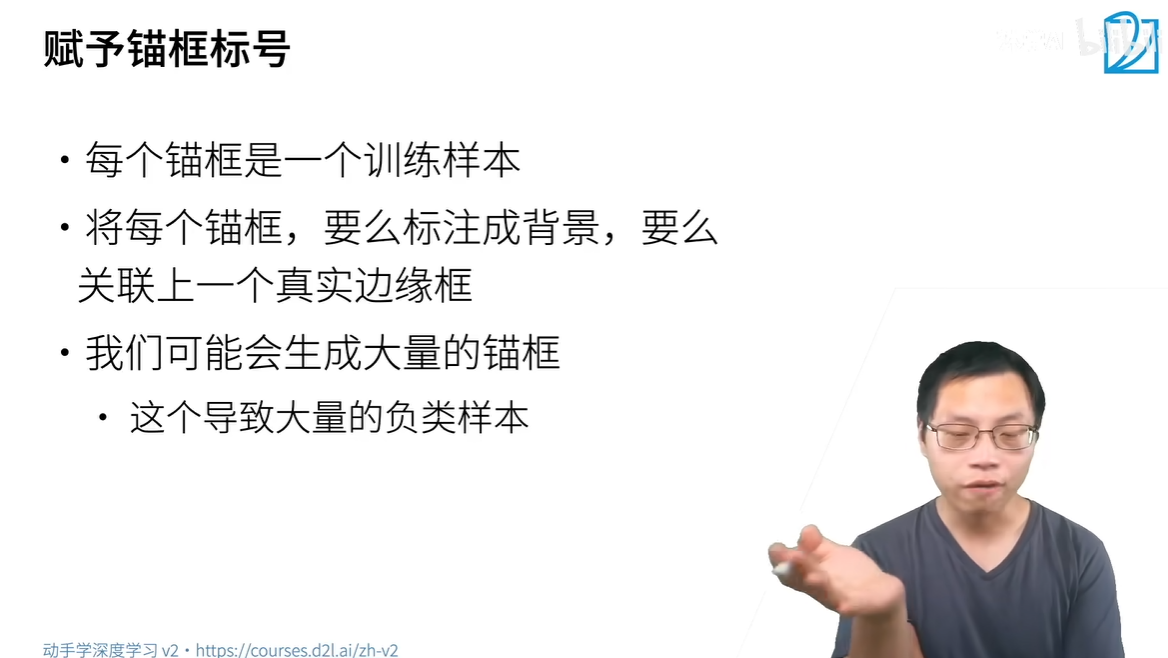 赋予锚框标号
• 每个锚框是一个训练样本
• 将每个锚框，要么标注成背景，要么
关联上一个真实边缘框
• 我们可能会生成大量的锚框
• 这个导致大量的负类样本
动手学深度学习 v2 • https://courses.d2l.ai/zh-v2